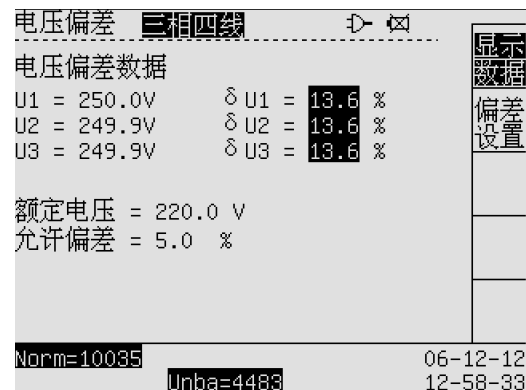 电压偏差 三相四线
显示数据
电压偏差数据
偏差设置
U1 = 250.0V δU1 = 13.6 %
U2 = 249.9V δU2 = 13.6 %
U3 = 249.9V δU3 = 13.6 %
额定电压 = 220.0 V
允许偏差 = 5.0 %
Norm=10035 06-12-12
Unba=4483 12-58-33